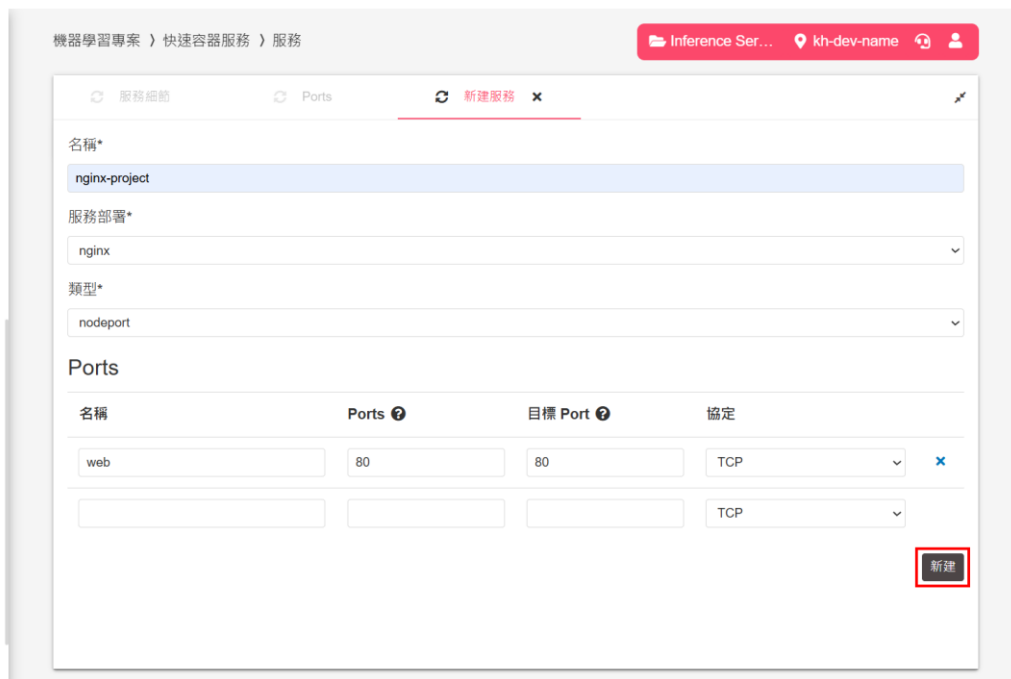 機器學習專案 ❭ 快速容器服務 ❭ 服務
Inference Ser... kh-dev-name
服務細節 Ports 新建服務 ×
名稱*
nginx-project
服務部署*
nginx
類型*
nodeport
Ports
名稱 Ports ? 目標 Port ? 協定
web 80 80 TCP ×
TCP
新建